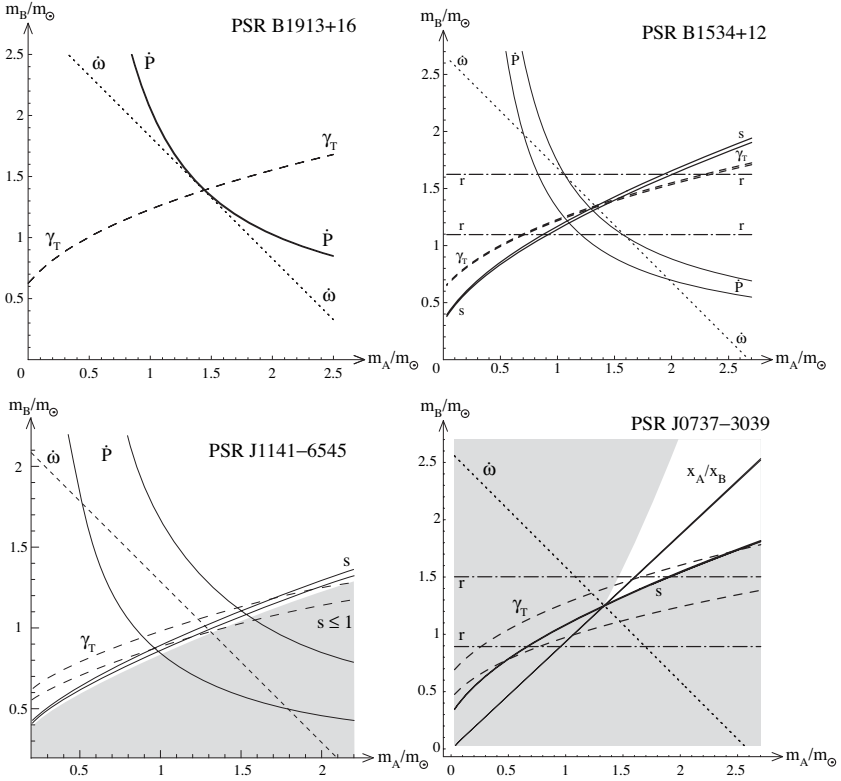 m_B/m_⊙
PSR B1913+16
2.5
ω̇
Ṗ
2
γ_T
1.5
1
γ_T
Ṗ
0.5
ω̇
0
0.5
1
1.5
2
2.5
m_A/m_⊙
m_B/m_⊙
PSR B1534+12
ω̇
Ṗ
2.5
2
s
γ_T
1.5
r
r
r
r
1
γ_T
Ṗ
0.5
s
ω̇
0
0.5
1
1.5
2
2.5
m_A/m_⊙
m_B/m_⊙
PSR J1141−6545
2
ω̇
Ṗ
1.5
s
γ_T
s ≤ 1
1
0.5
0.5
1
1.5
2
m_A/m_⊙
m_B/m_⊙
PSR J0737−3039
2.5
ω̇
x_A/x_B
2
1.5
r
γ_T
s
1
r
0.5
0
0
0.5
1
1.5
2
2.5
m_A/m_⊙